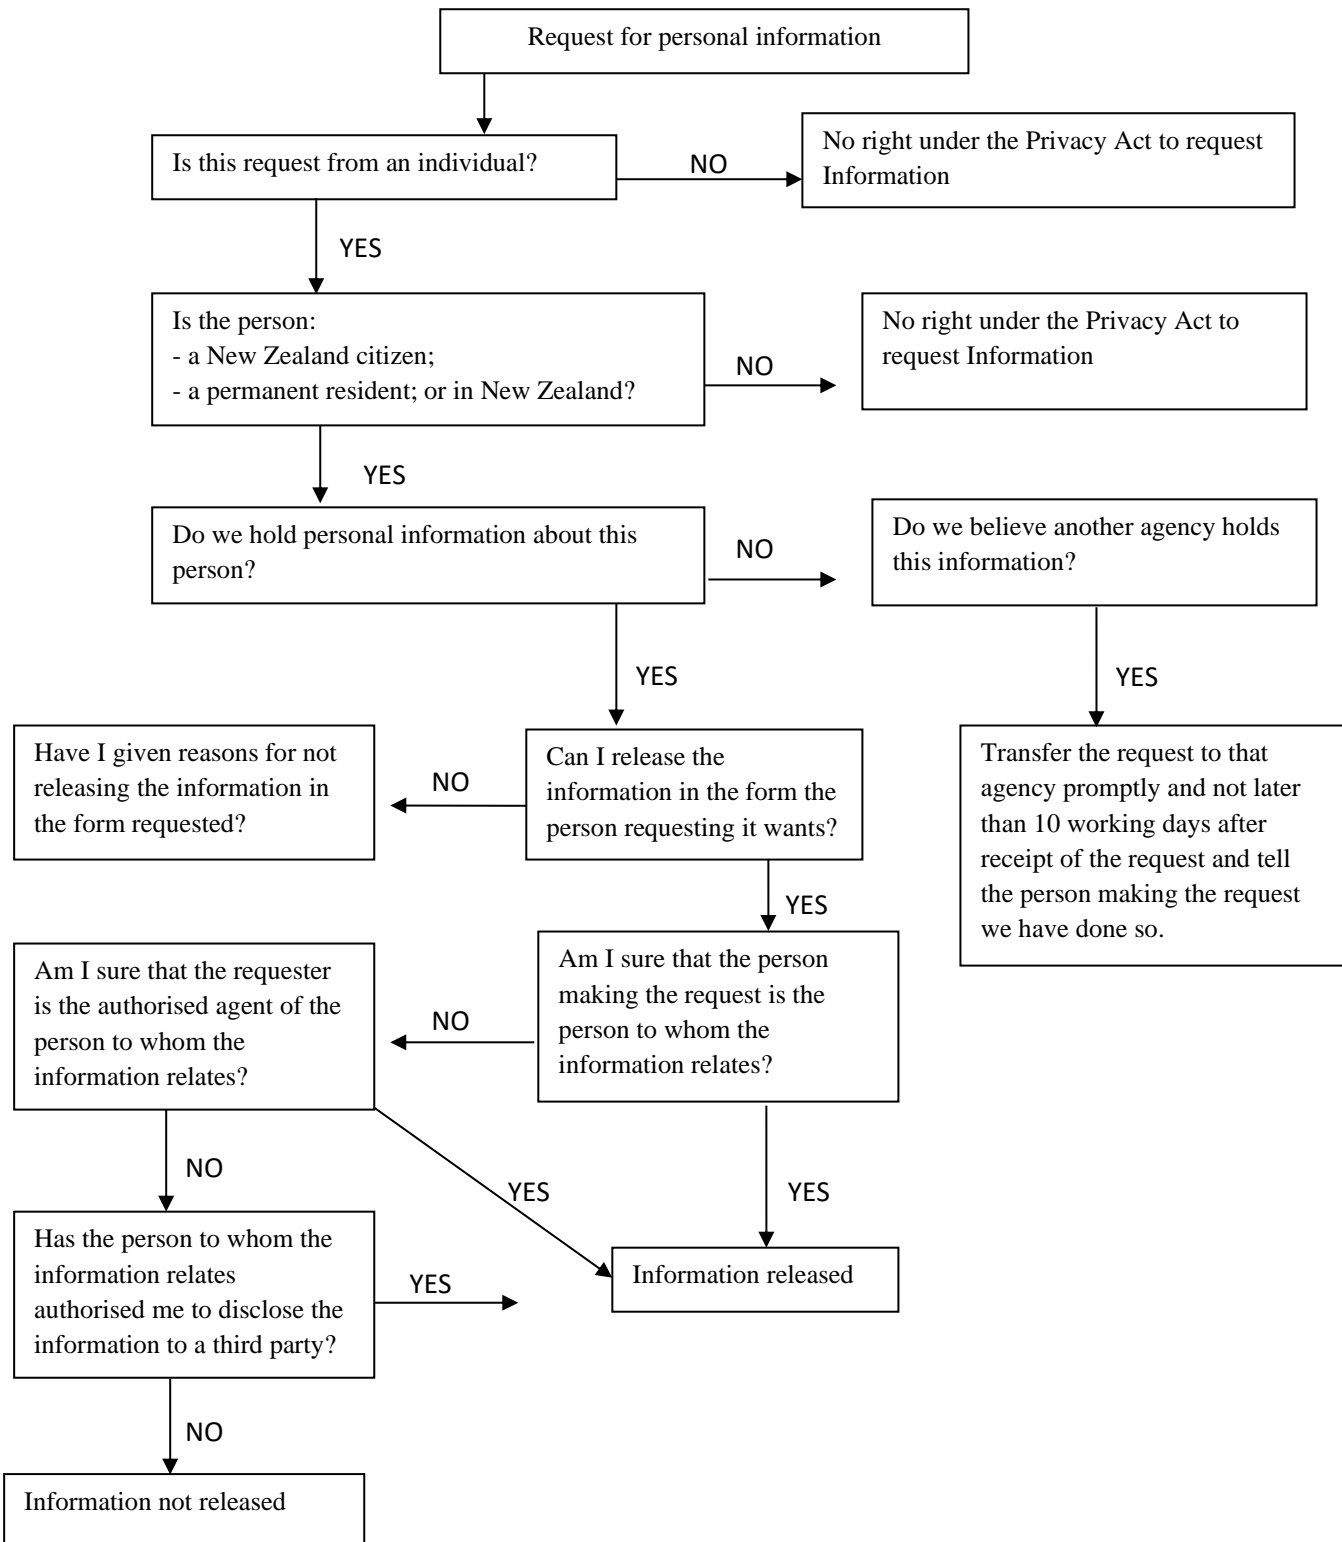 Request for personal information
Is this request from an individual?
NO
No right under the Privacy Act to request
Information
YES
Is the person:
- a New Zealand citizen;
- a permanent resident; or in New Zealand?
NO
No right under the Privacy Act to
request Information
YES
Do we hold personal information about this
person?
NO
Do we believe another agency holds
this information?
YES
YES
Have I given reasons for not
releasing the information in
the form requested?
NO
Can I release the
information in the form the
person requesting it wants?
Transfer the request to that
agency promptly and not later
than 10 working days after
receipt of the request and tell
the person making the request
we have done so.
YES
Am I sure that the requester
is the authorised agent of the
person to whom the
information relates?
NO
Am I sure that the person
making the request is the
person to whom the
information relates?
NO
YES
YES
Has the person to whom the
information relates
authorised me to disclose the
information to a third party?
YES
Information released
NO
Information not released